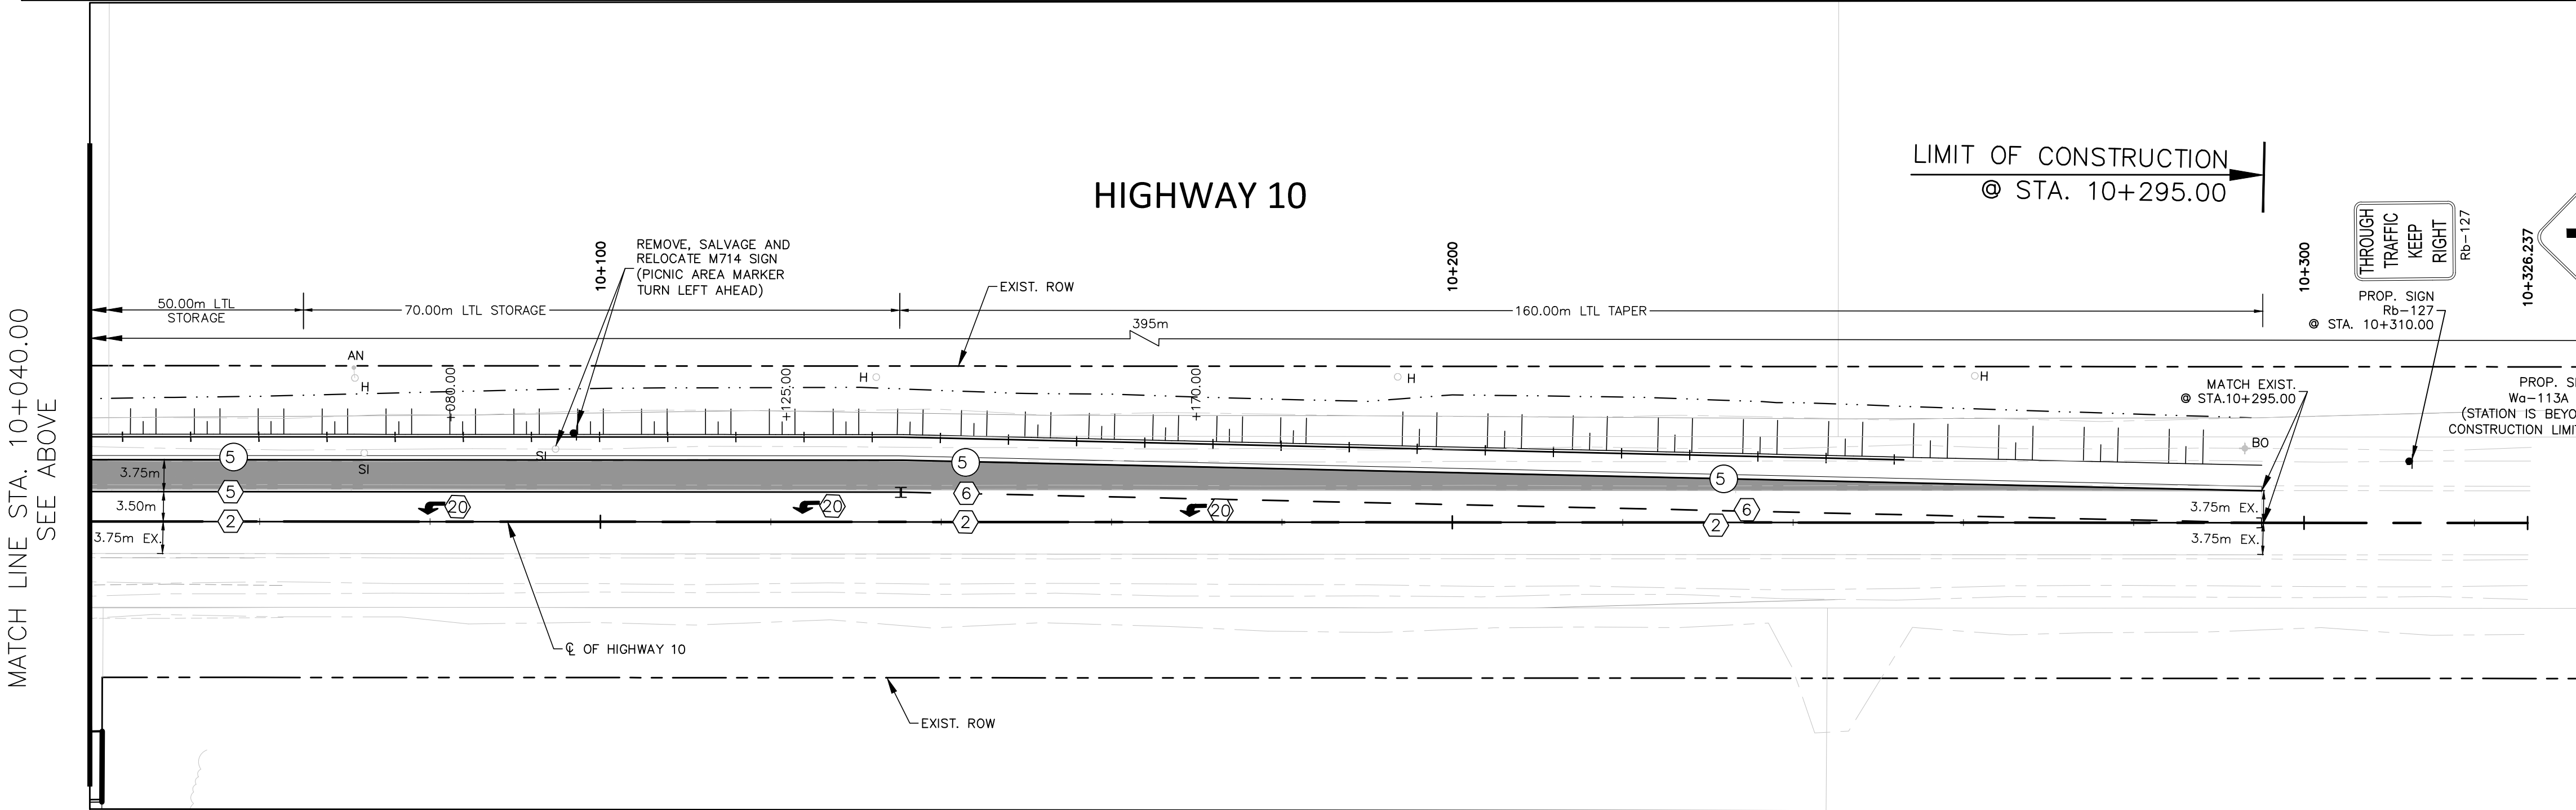 MATCH LINE STA. 10+040.00
SEE ABOVE
HIGHWAY 10
LIMIT OF CONSTRUCTION
@ STA. 10+295.00
50.00m LTL
STORAGE
70.00m LTL STORAGE
160.00m LTL TAPER
395m
10+100
10+200
10+300
10+326.237
REMOVE, SALVAGE AND
RELOCATE M714 SIGN
(PICNIC AREA MARKER
TURN LEFT AHEAD)
EXIST. ROW
THROUGH
TRAFFIC
KEEP
RIGHT
Rb-127
PROP. SIGN
Rb-127
@ STA. 10+310.00
AN
H
H
H
H
+080.00
+125.00
+170.00
MATCH EXIST.
@ STA.10+295.00
PROP. SI
Wa-113A
(STATION IS BEYO
CONSTRUCTION LIMIT
BO
SI
SI
5
5
5
3.75m
5
6
3.50m
20
20
20
6
3.75m EX.
2
2
2
3.75m EX.
3.75m EX.
℄ OF HIGHWAY 10
EXIST. ROW